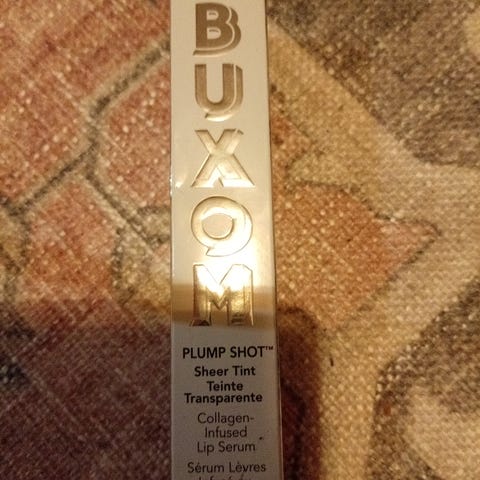 BUXOM
PLUMP SHOT™
Sheer Tint
Teinte
Transparente
Collagen-
Infused
Lip Serum
Sérum Lèvres